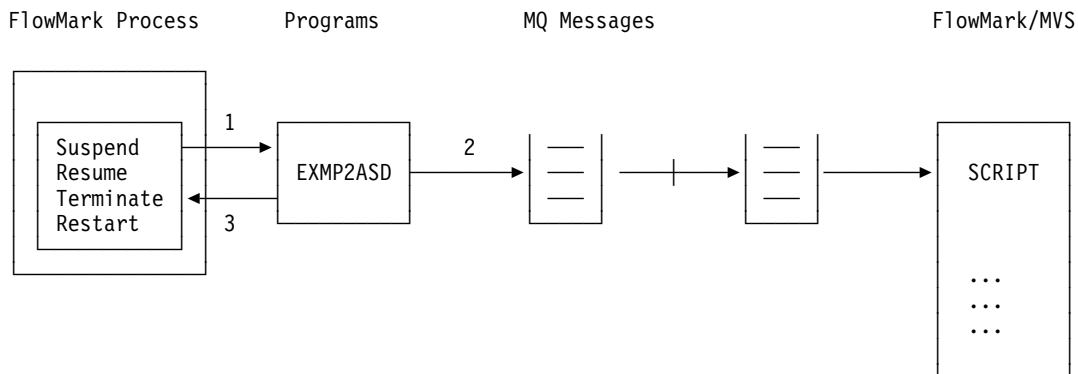 FlowMark Process Programs MQ Messages FlowMark/MVS
1
Suspend
Resume
Terminate
Restart
3
EXMP2ASD
2
SCRIPT
...
...
...